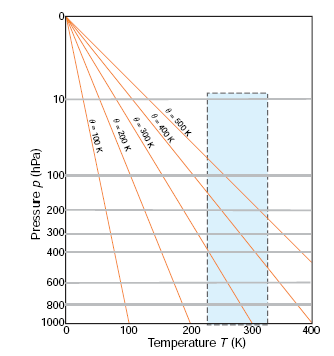 0
10
100
200
300
400
600
800
1000
Pressure p (hPa)
θ = 100 K
θ = 200 K
θ = 300 K
θ = 400 K
θ = 500 K
0 100 200 300 400
Temperature T (K)